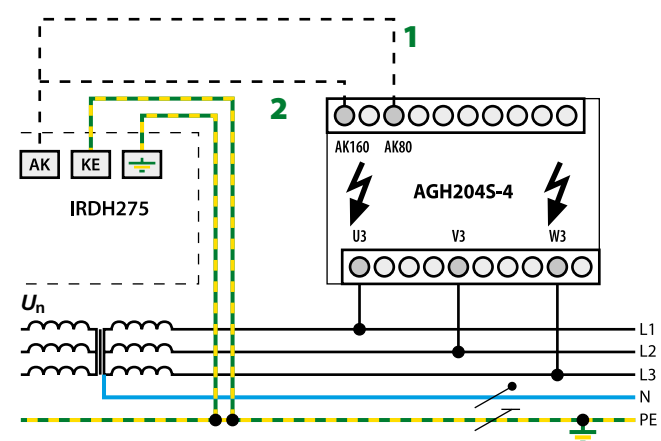 1
2
AK160 AK80
AK KE
AGH204S-4
IRDH275
U3 V3 W3
Un
L1
L2
L3
N
PE